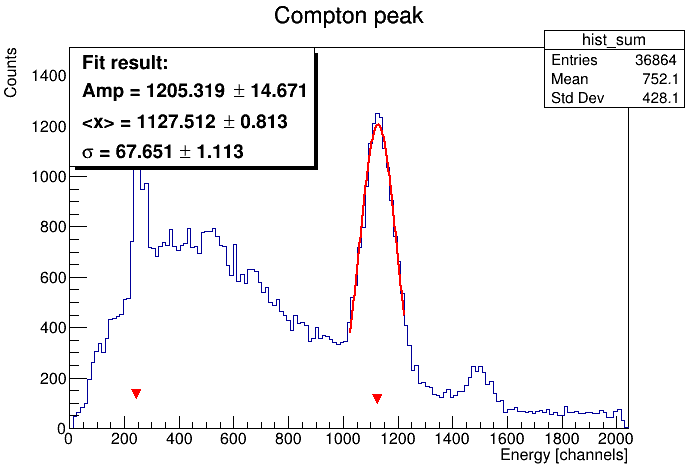 Compton peak
hist_sum
Entries 36864
Mean 752.1
Std Dev 428.1
Fit result:
Amp = 1205.319 ± 14.671
<x> = 1127.512 ± 0.813
σ = 67.651 ± 1.113
Counts
1400
1200
1000
800
600
400
200
0
0 200 400 600 800 1000 1200 1400 1600 1800 2000
Energy [channels]